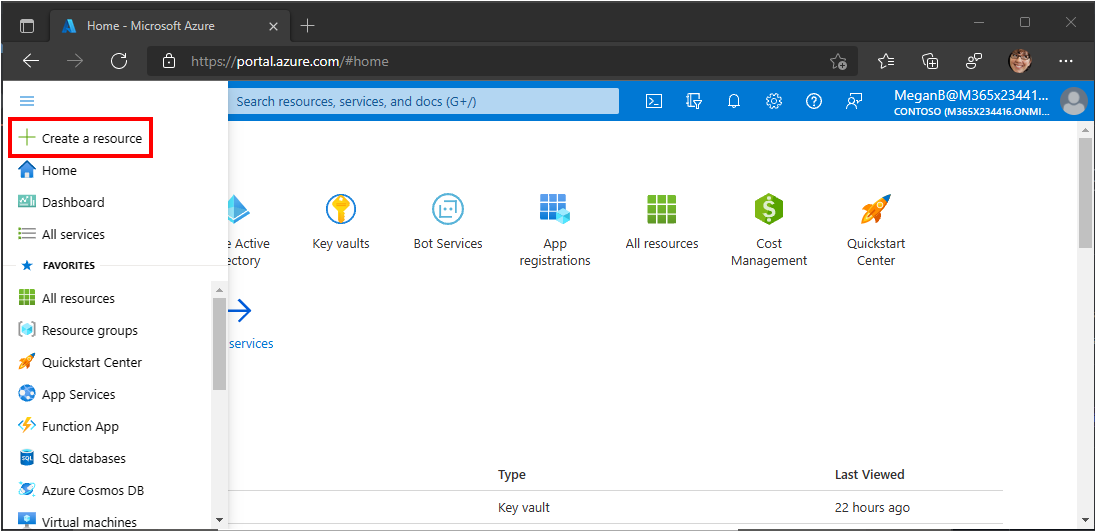 Home - Microsoft Azure
https://portal.azure.com/#home
Search resources, services, and docs (G+/)
MeganB@M365x234411...
CONTOSO (M365X234416.ONMI...
Create a resource
Home
Dashboard
All services
FAVORITES
All resources
Resource groups
Quickstart Center
App Services
Function App
SQL databases
Azure Cosmos DB
Virtual machines
e Active
ectory
Key vaults
Bot Services
App
registrations
All resources
Cost
Management
Quickstart
Center
services
Type
Last Viewed
Key vault
22 hours ago